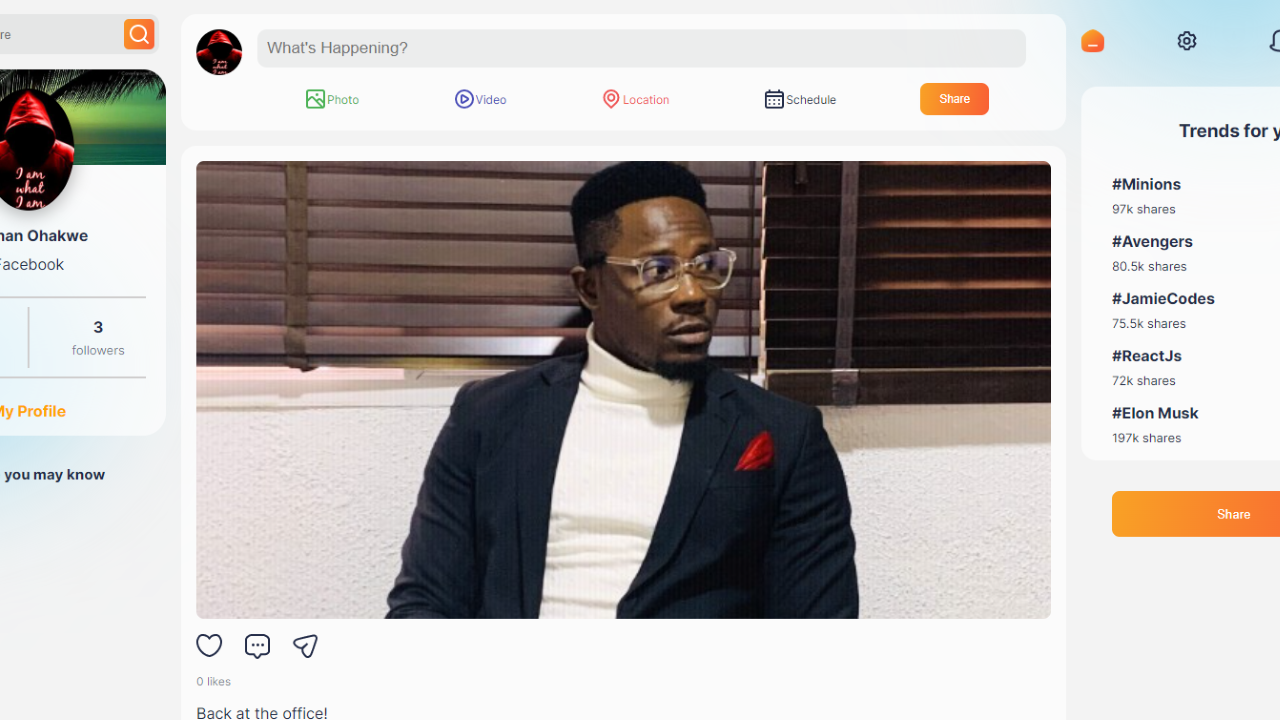 re
I am
what
I am
nan Ohakwe
Facebook
3
followers
My Profile
you may know
What's Happening?
Photo
Video
Location
Schedule
Share
0 likes
Back at the office!
Trends for y
#Minions
97k shares
#Avengers
80.5k shares
#JamieCodes
75.5k shares
#ReactJs
72k shares
#Elon Musk
197k shares
Share